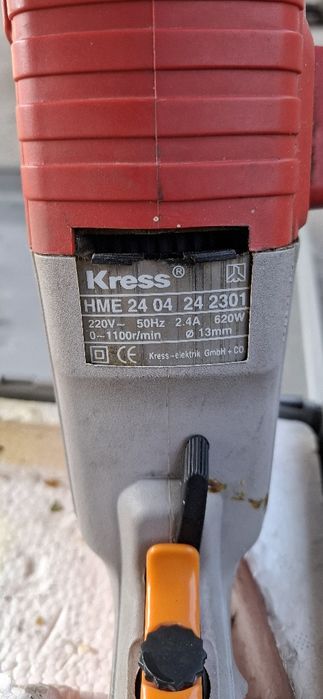 Kress®
HME 24 04 24 2301
220V~ 50Hz 2.4A 620W
0~1100r/min ø 13mm
CE Kress-elektrik GmbH + CO